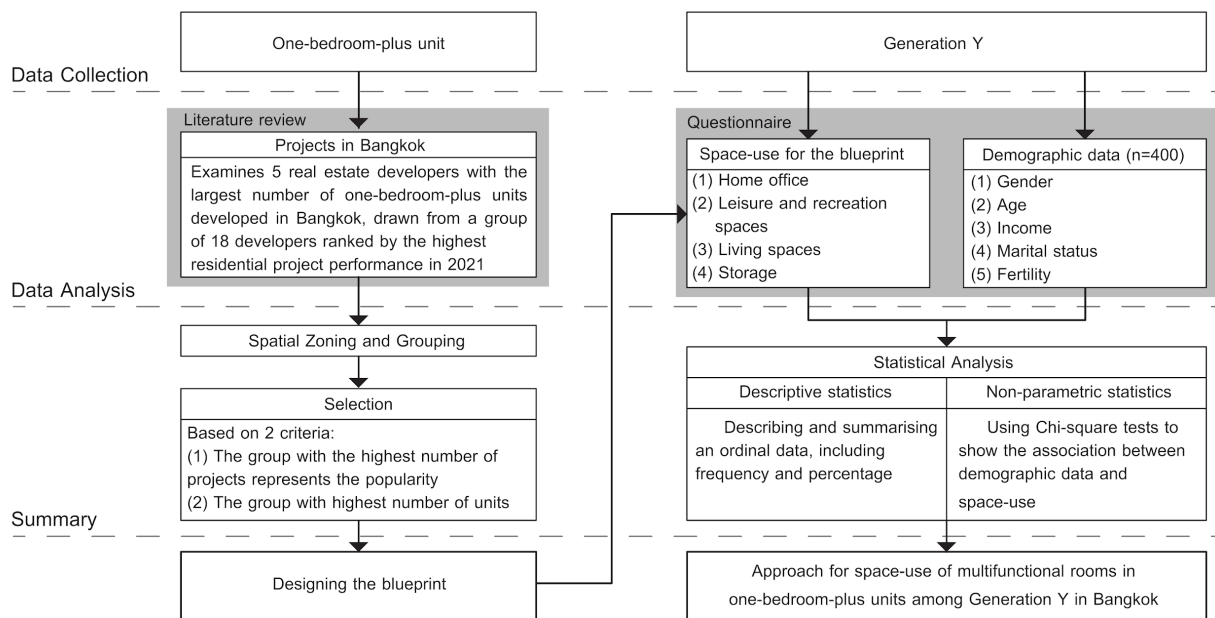 One-bedroom-plus unit
Generation Y
Data Collection
Literature review
Projects in Bangkok
Examines 5 real estate developers with the
largest number of one-bedroom-plus units
developed in Bangkok, drawn from a group
of 18 developers ranked by the highest
residential project performance in 2021
Questionnaire
Space-use for the blueprint
(1) Home office
(2) Leisure and recreation
spaces
(3) Living spaces
(4) Storage
Demographic data (n=400)
(1) Gender
(2) Age
(3) Income
(4) Marital status
(5) Fertility
Data Analysis
Spatial Zoning and Grouping
Selection
Based on 2 criteria:
(1) The group with the highest number of
projects represents the popularity
(2) The group with highest number of units
Statistical Analysis
Descriptive statistics
Describing and summarising
an ordinal data, including
frequency and percentage
Non-parametric statistics
Using Chi-square tests to
show the association between
demographic data and
space-use
Summary
Designing the blueprint
Approach for space-use of multifunctional rooms in
one-bedroom-plus units among Generation Y in Bangkok